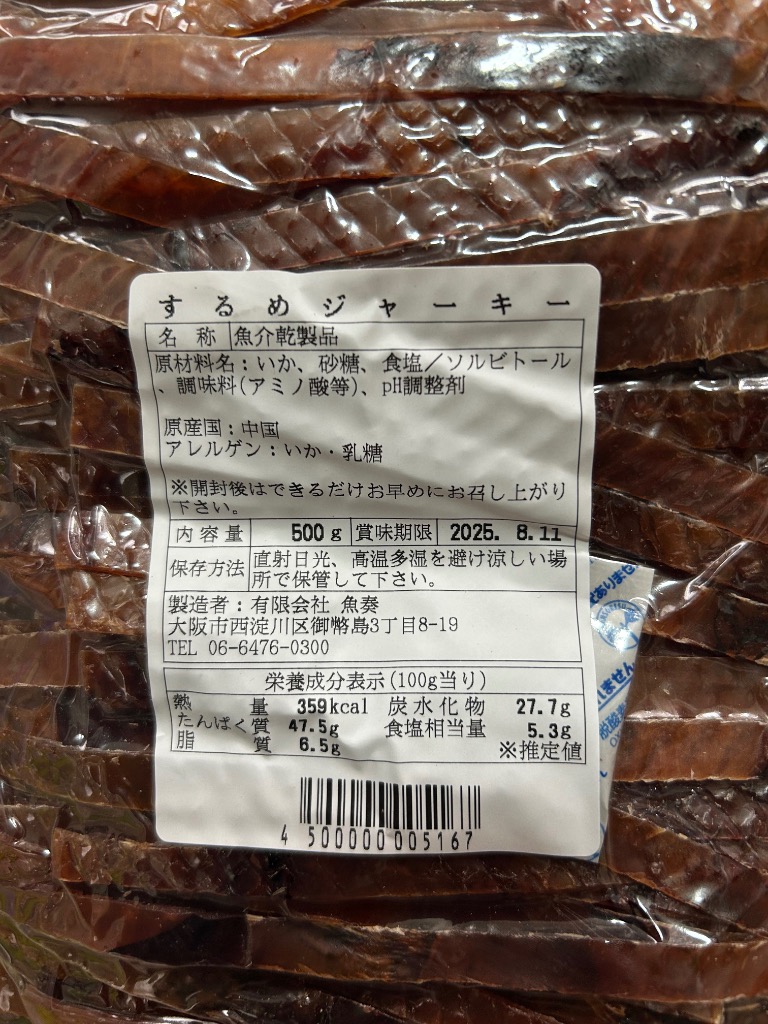 するめジャーキー
名称 魚介乾製品
原材料名：いか、砂糖、食塩／ソルビトール
、調味料(アミノ酸等)、pH調整剤
原産国：中国
アレルゲン：いか・乳糖
※開封後はできるだけお早めにお召し上がり
下さい。
内容量 500g 賞味期限 2025. 8.11
保存方法 直射日光、高温多湿を避け涼しい場
所で保管して下さい。
製造者：有限会社 魚奏
大阪市西淀川区御幣島3丁目8-19
TEL 06-6476-0300
栄養成分表示(100g当り)
熱量 359kcal 炭水化物 27.7g
たんぱく質 47.5g 食塩相当量 5.3g
脂質 6.5g ※推定値
4 500000 005167
ありませ
ません
脱酸素